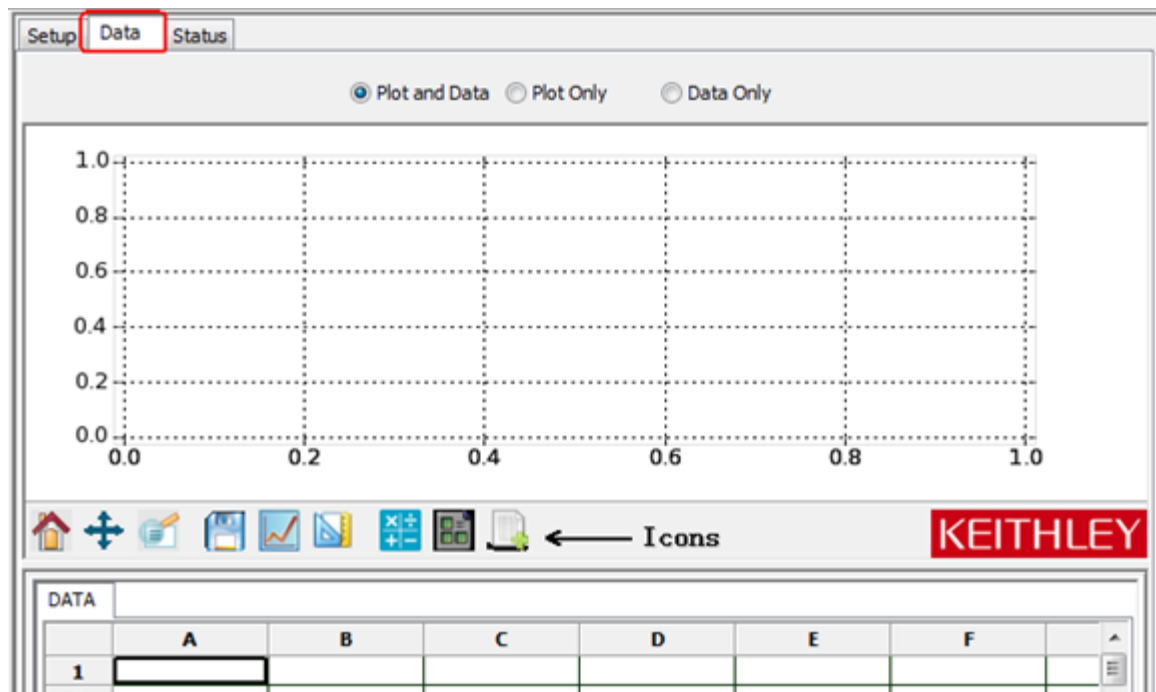 Setup Data Status
Plot and Data Plot Only Data Only
1.0
0.8
0.6
0.4
0.2
0.0
0.0 0.2 0.4 0.6 0.8 1.0
Icons
KEITHLEY
DATA
A B C D E F
1